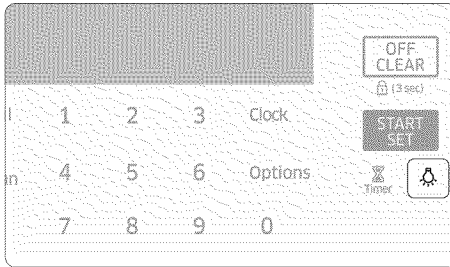 OFF
CLEAR
(3 sec)
1 2 3 Clock
START
SET
4 5 6 Options
Timer
7 8 9 0